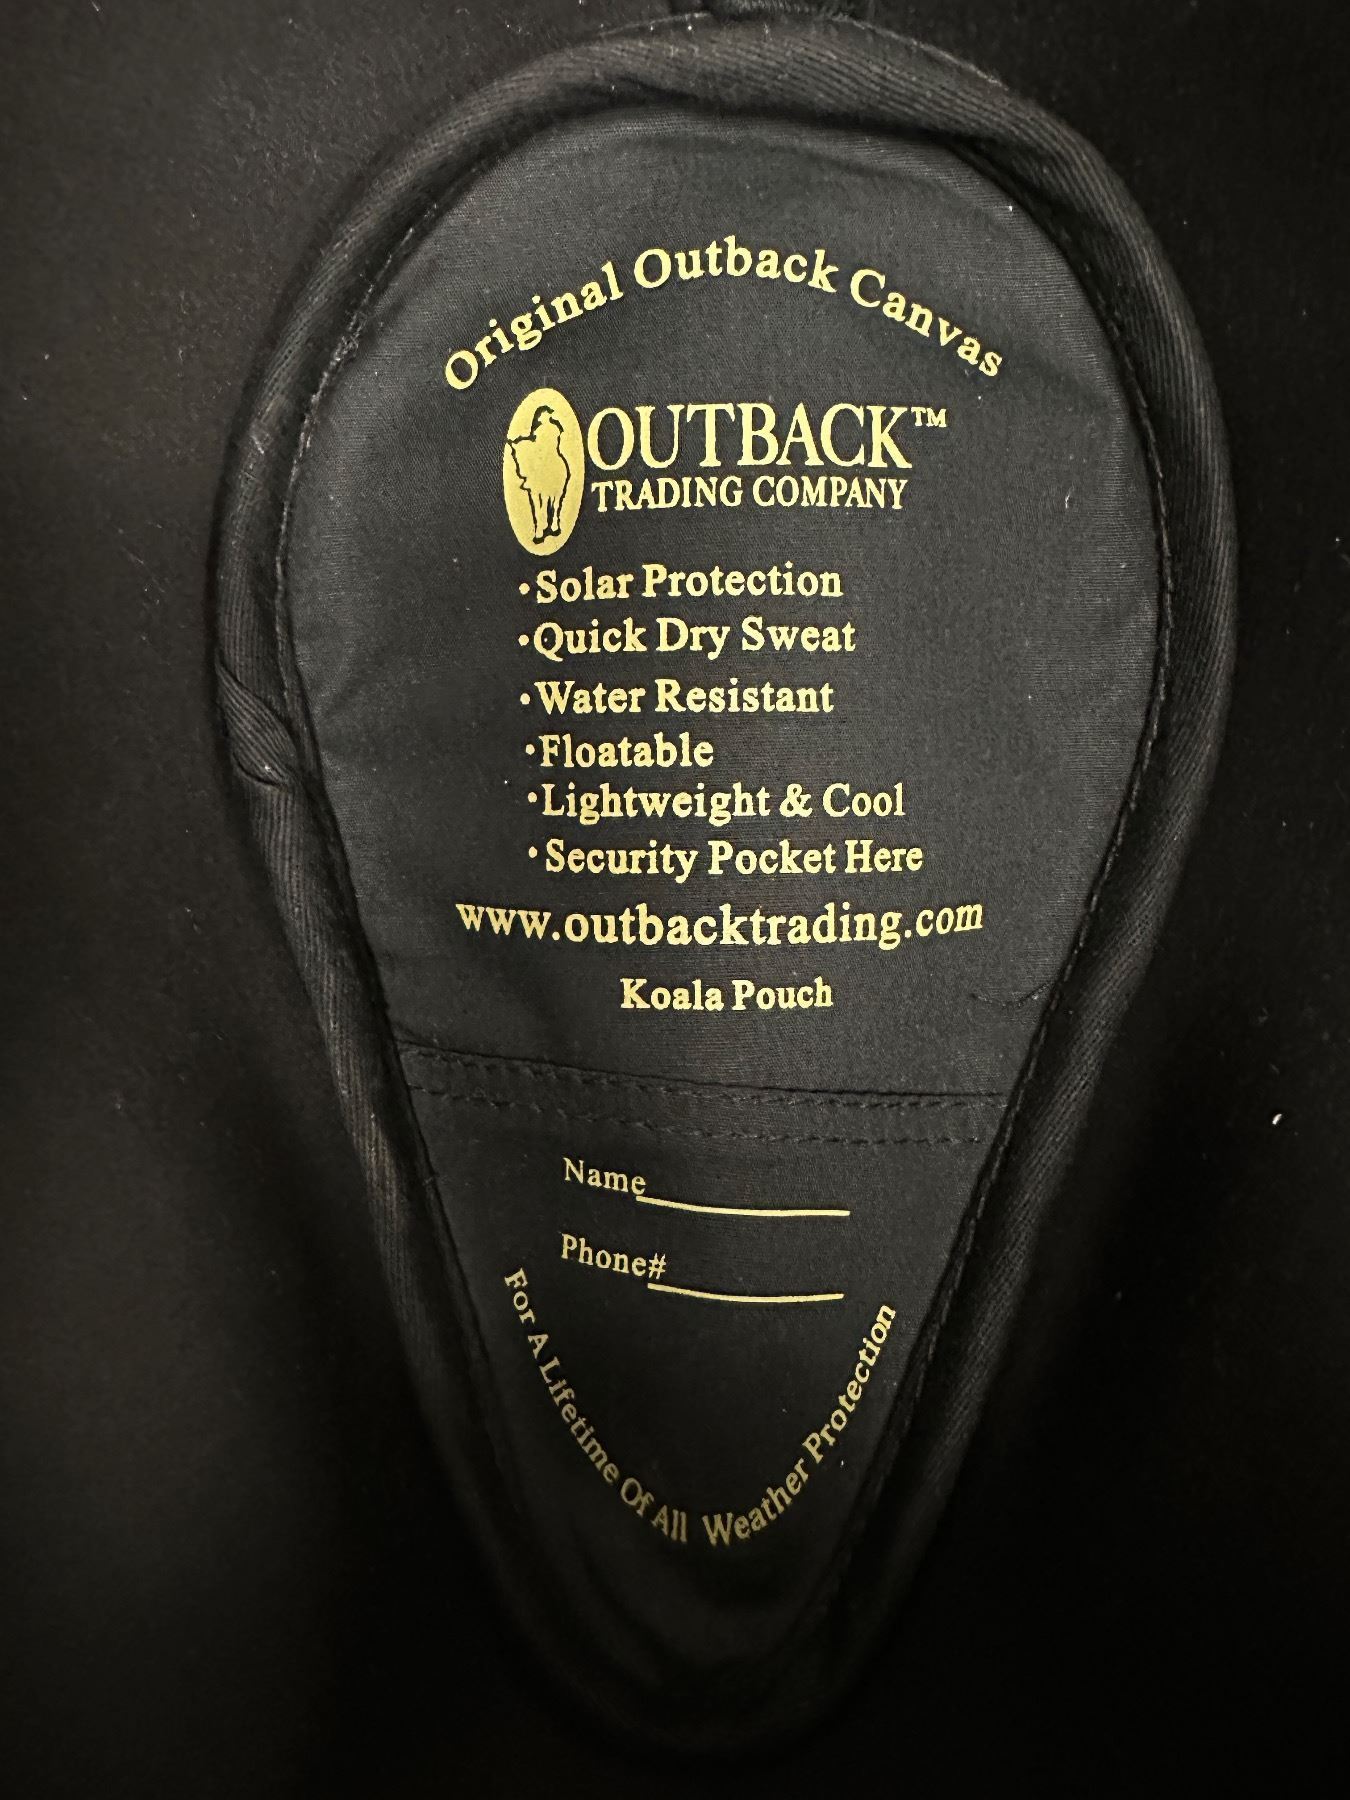 Original Outback Canvas
OUTBACK™
TRADING COMPANY
•Solar Protection
•Quick Dry Sweat
•Water Resistant
•Floatable
•Lightweight & Cool
•Security Pocket Here
www.outbacktrading.com
Koala Pouch
Name
Phone#
For A Lifetime Of All Weather Protection